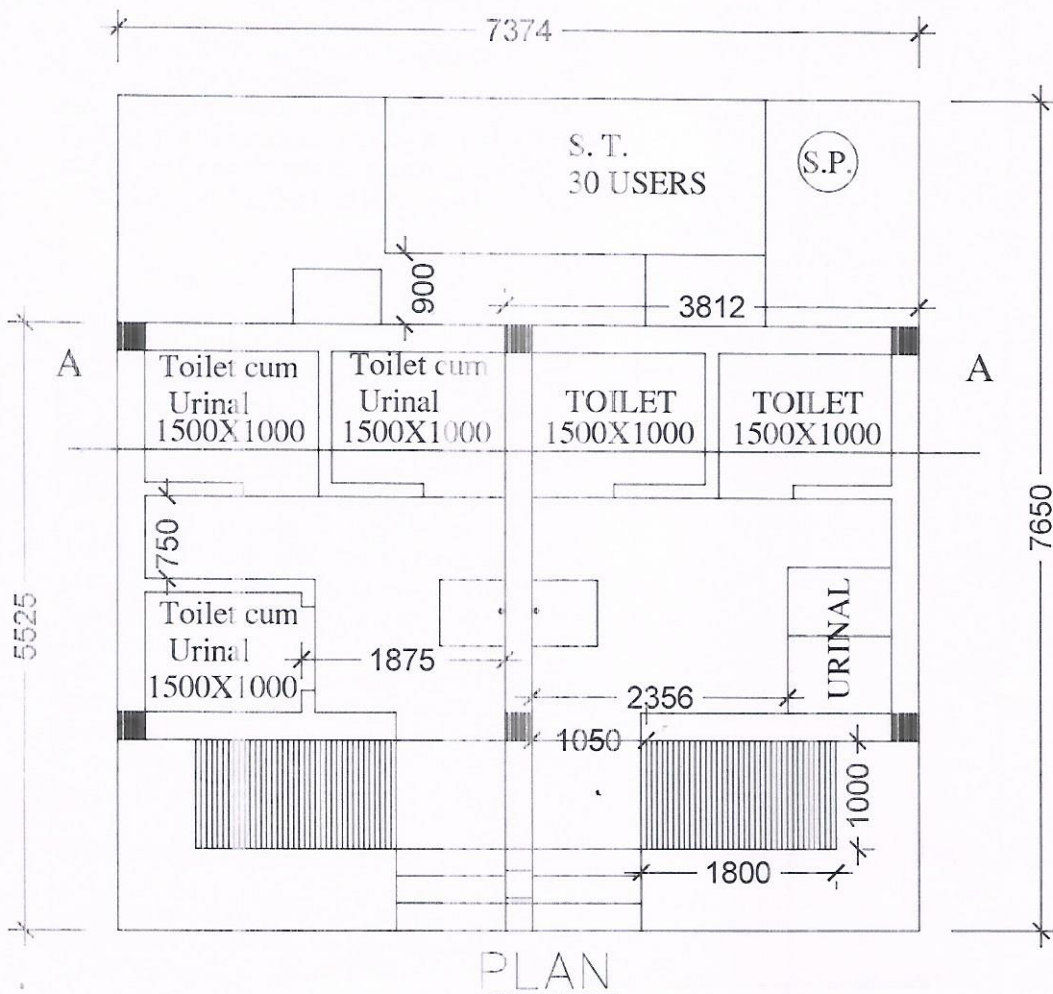 7374
S. T.
30 USERS
S.P.
900
3812
A
A
Toilet cum
Urinal
1500X1000
Toilet cum
Urinal
1500X1000
TOILET
1500X1000
TOILET
1500X1000
750
7650
5525
Toilet cum
Urinal
1500X1000
1875
URINAL
2356
1050
1000
1800
PLAN